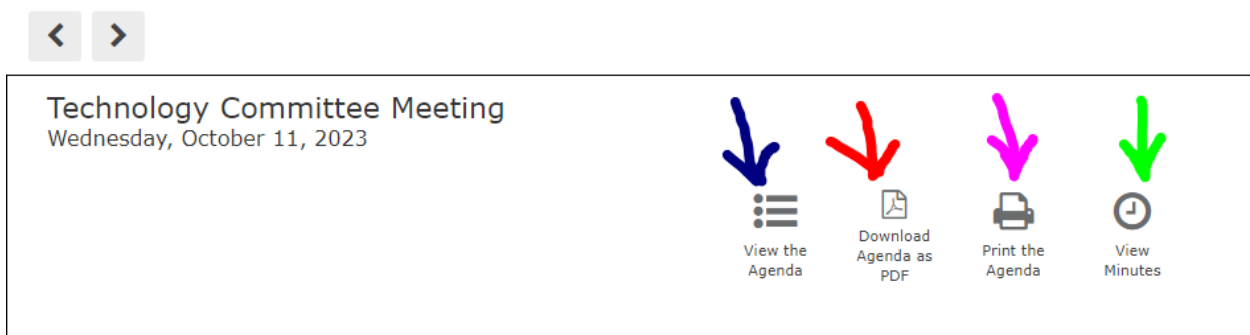 Technology Committee Meeting
Wednesday, October 11, 2023
View the
Agenda
Download
Agenda as
PDF
Print the
Agenda
View
Minutes